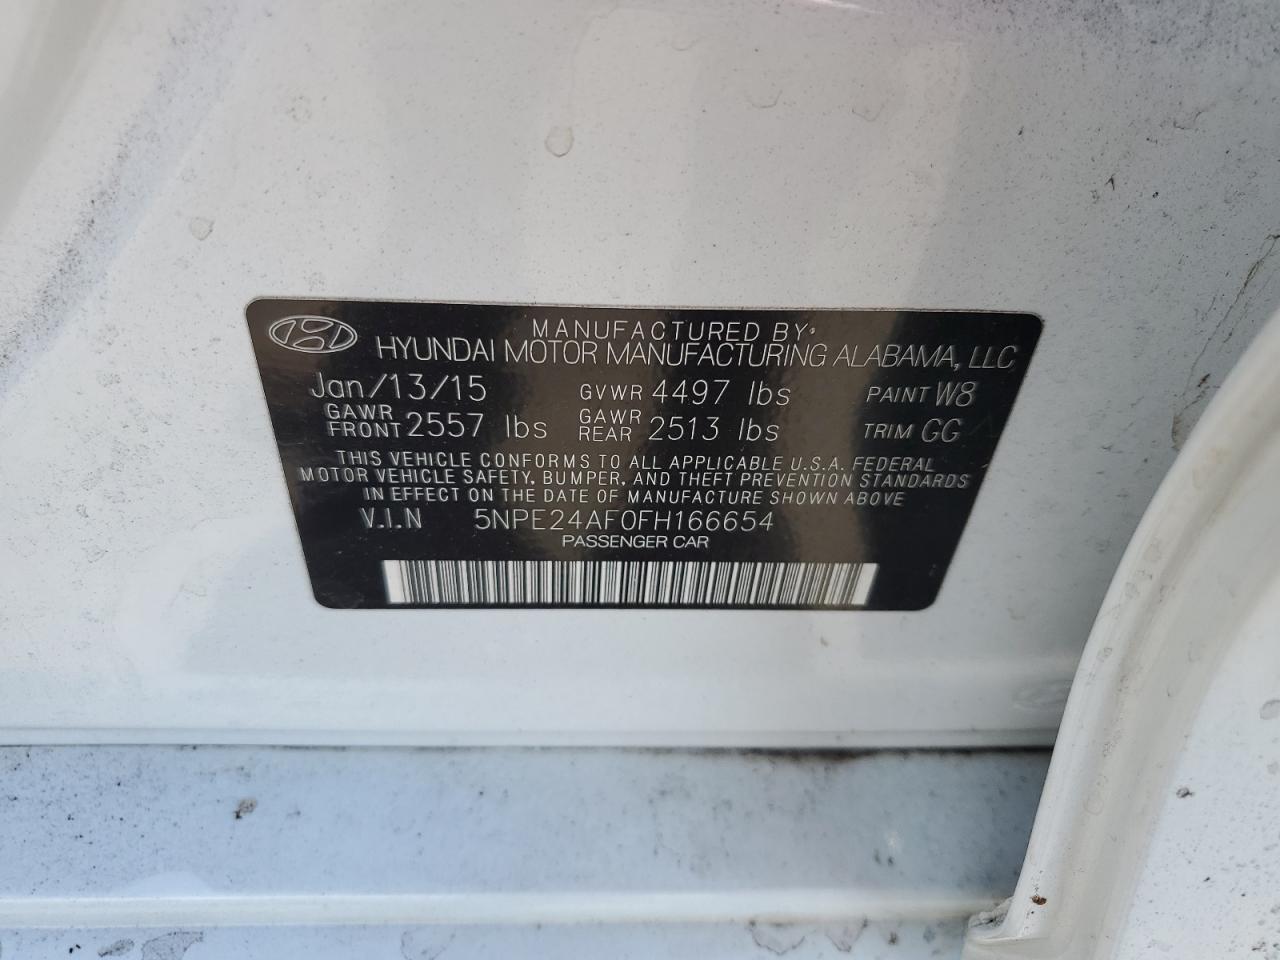 MANUFACTURED BY:
HYUNDAI MOTOR MANUFACTURING ALABAMA, LLC
Jan/13/15 GVWR 4497 lbs PAINT W8
GAWR FRONT 2557 lbs GAWR REAR 2513 lbs TRIM GG
THIS VEHICLE CONFORMS TO ALL APPLICABLE U.S.A. FEDERAL
MOTOR VEHICLE SAFETY, BUMPER, AND THEFT PREVENTION STANDARDS
IN EFFECT ON THE DATE OF MANUFACTURE SHOWN ABOVE
V.I.N 5NPE24AF0FH166654
PASSENGER CAR